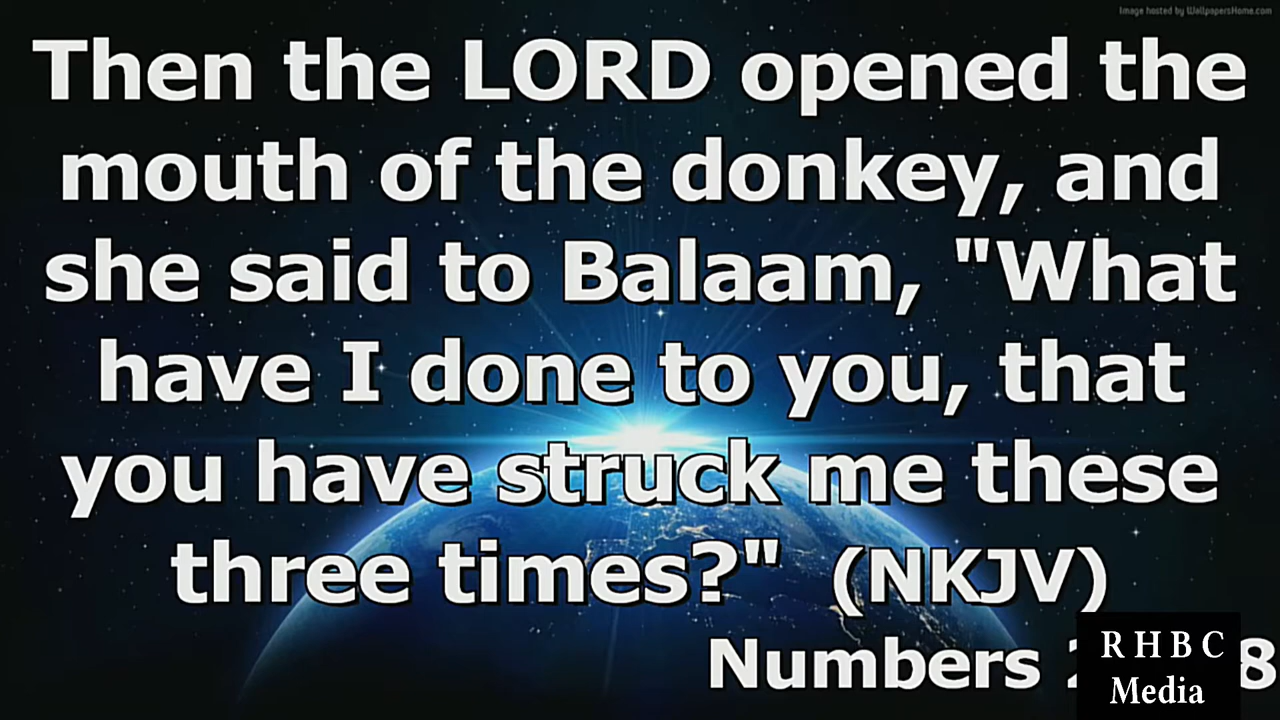 Image hosted by WallpapersHome.com
Then the LORD opened the
mouth of the donkey, and
she said to Balaam, "What
have I done to you, that
you have struck me these
three times?" (NKJV)
Numbers 8
R H B C
Media